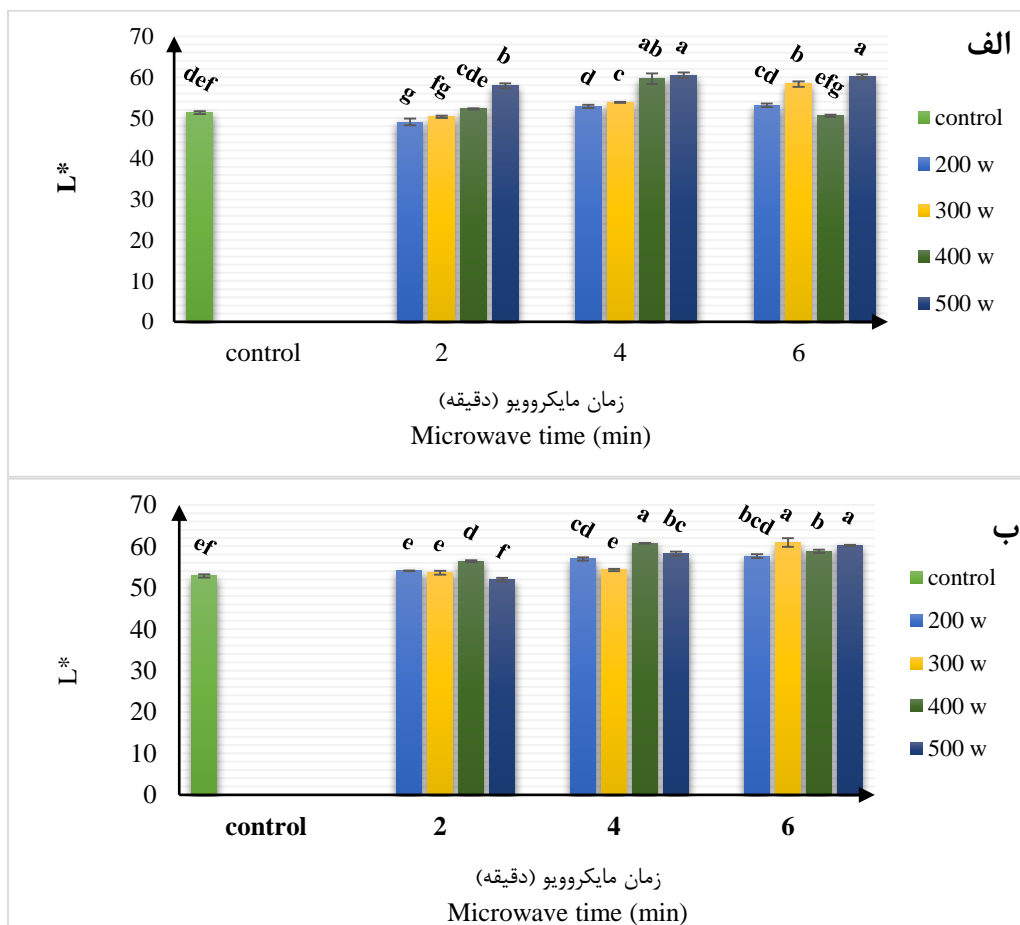 الف
70
60
50
40
30
20
10
0
L*
def
g
fg
cde
b
d
c
ab
a
cd
b
efg
a
control
2
4
6
زمان مایکروویو (دقیقه)
Microwave time (min)
control
200 w
300 w
400 w
500 w
ب
70
60
50
40
30
20
10
0
L*
ef
e
e
d
f
cd
e
a
bc
bcd
a
b
a
control
2
4
6
زمان مایکروویو (دقیقه)
Microwave time (min)
control
200 w
300 w
400 w
500 w